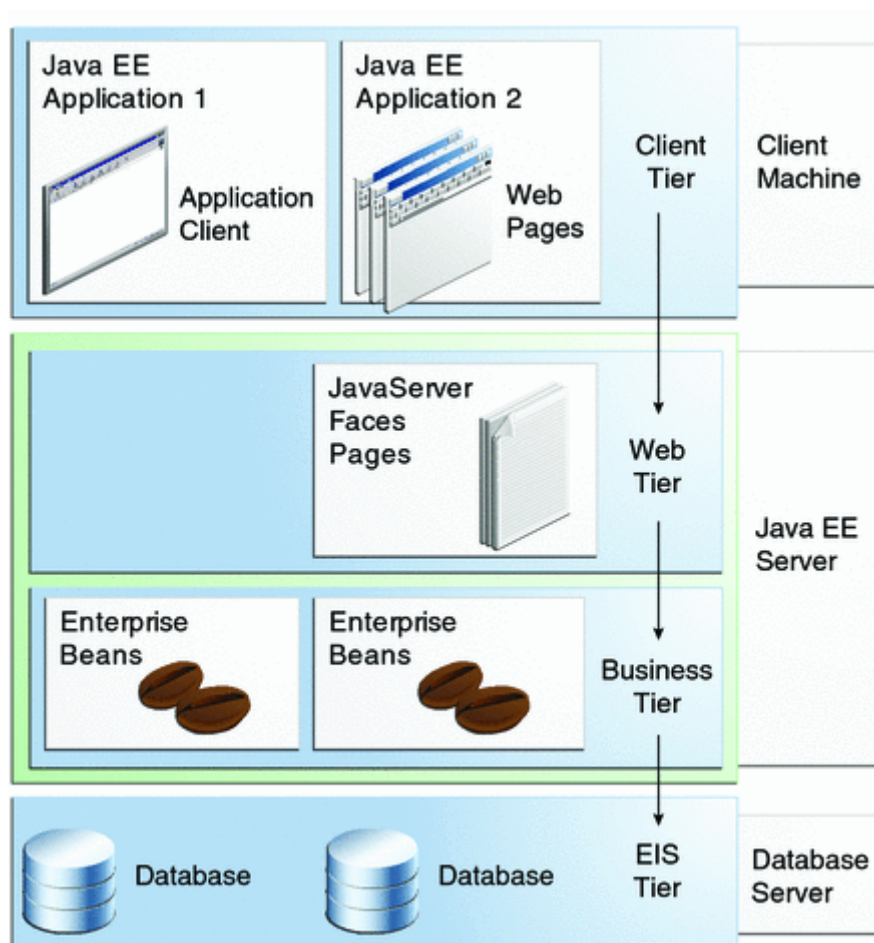 Java EE
Application 1
Application
Client
Java EE
Application 2
Web
Pages
Client
Tier
Client
Machine
JavaServer
Faces
Pages
Web
Tier
Java EE
Server
Enterprise
Beans
Enterprise
Beans
Business
Tier
Database
Database
EIS
Tier
Database
Server